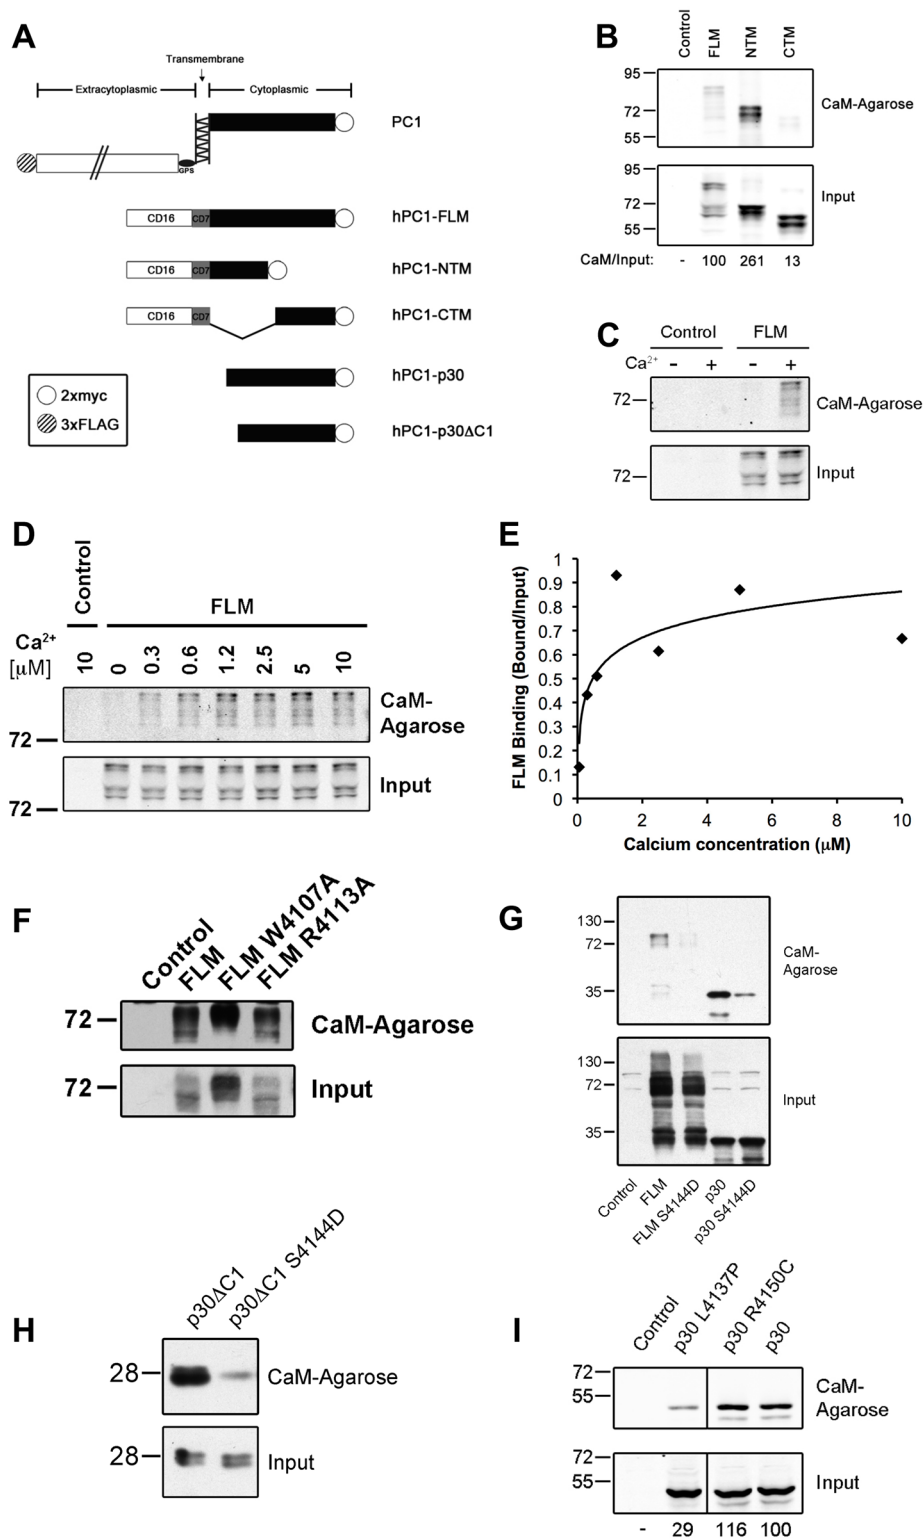 A
Transmembrane
Extracytoplasmic
Cytoplasmic
PC1
GPS
CD16 CD7
hPC1-FLM
CD16 CD7
hPC1-NTM
CD16 CD7
hPC1-CTM
hPC1-p30
hPC1-p30ΔC1
2xmyc
3xFLAG
B
Control
FLM
NTM
CTM
95
72
55
CaM-Agarose
95
72
55
Input
CaM/Input: - 100 261 13
C
Control FLM
Ca2+ - + - +
72
CaM-Agarose
72
Input
D
Control
FLM
Ca2+
[μM] 10 0 0.3 0.6 1.2 2.5 5 10
CaM-
Agarose
72
Input
72
E
FLM Binding (Bound/Input)
1
0.9
0.8
0.7
0.6
0.5
0.4
0.3
0.2
0.1
0
0 2 4 6 8 10
Calcium concentration (μM)
F
Control
FLM
FLM W4107A
FLM R4113A
72
CaM-Agarose
72
Input
G
130
72
35
CaM-
Agarose
130
72
35
Input
Control
FLM
FLM S4144D
p30
p30 S4144D
H
p30ΔC1
p30ΔC1 S4144D
28
CaM-Agarose
28
Input
I
Control
p30 L4137P
p30 R4150C
p30
72
55
CaM-
Agarose
72
55
Input
- 29 116 100